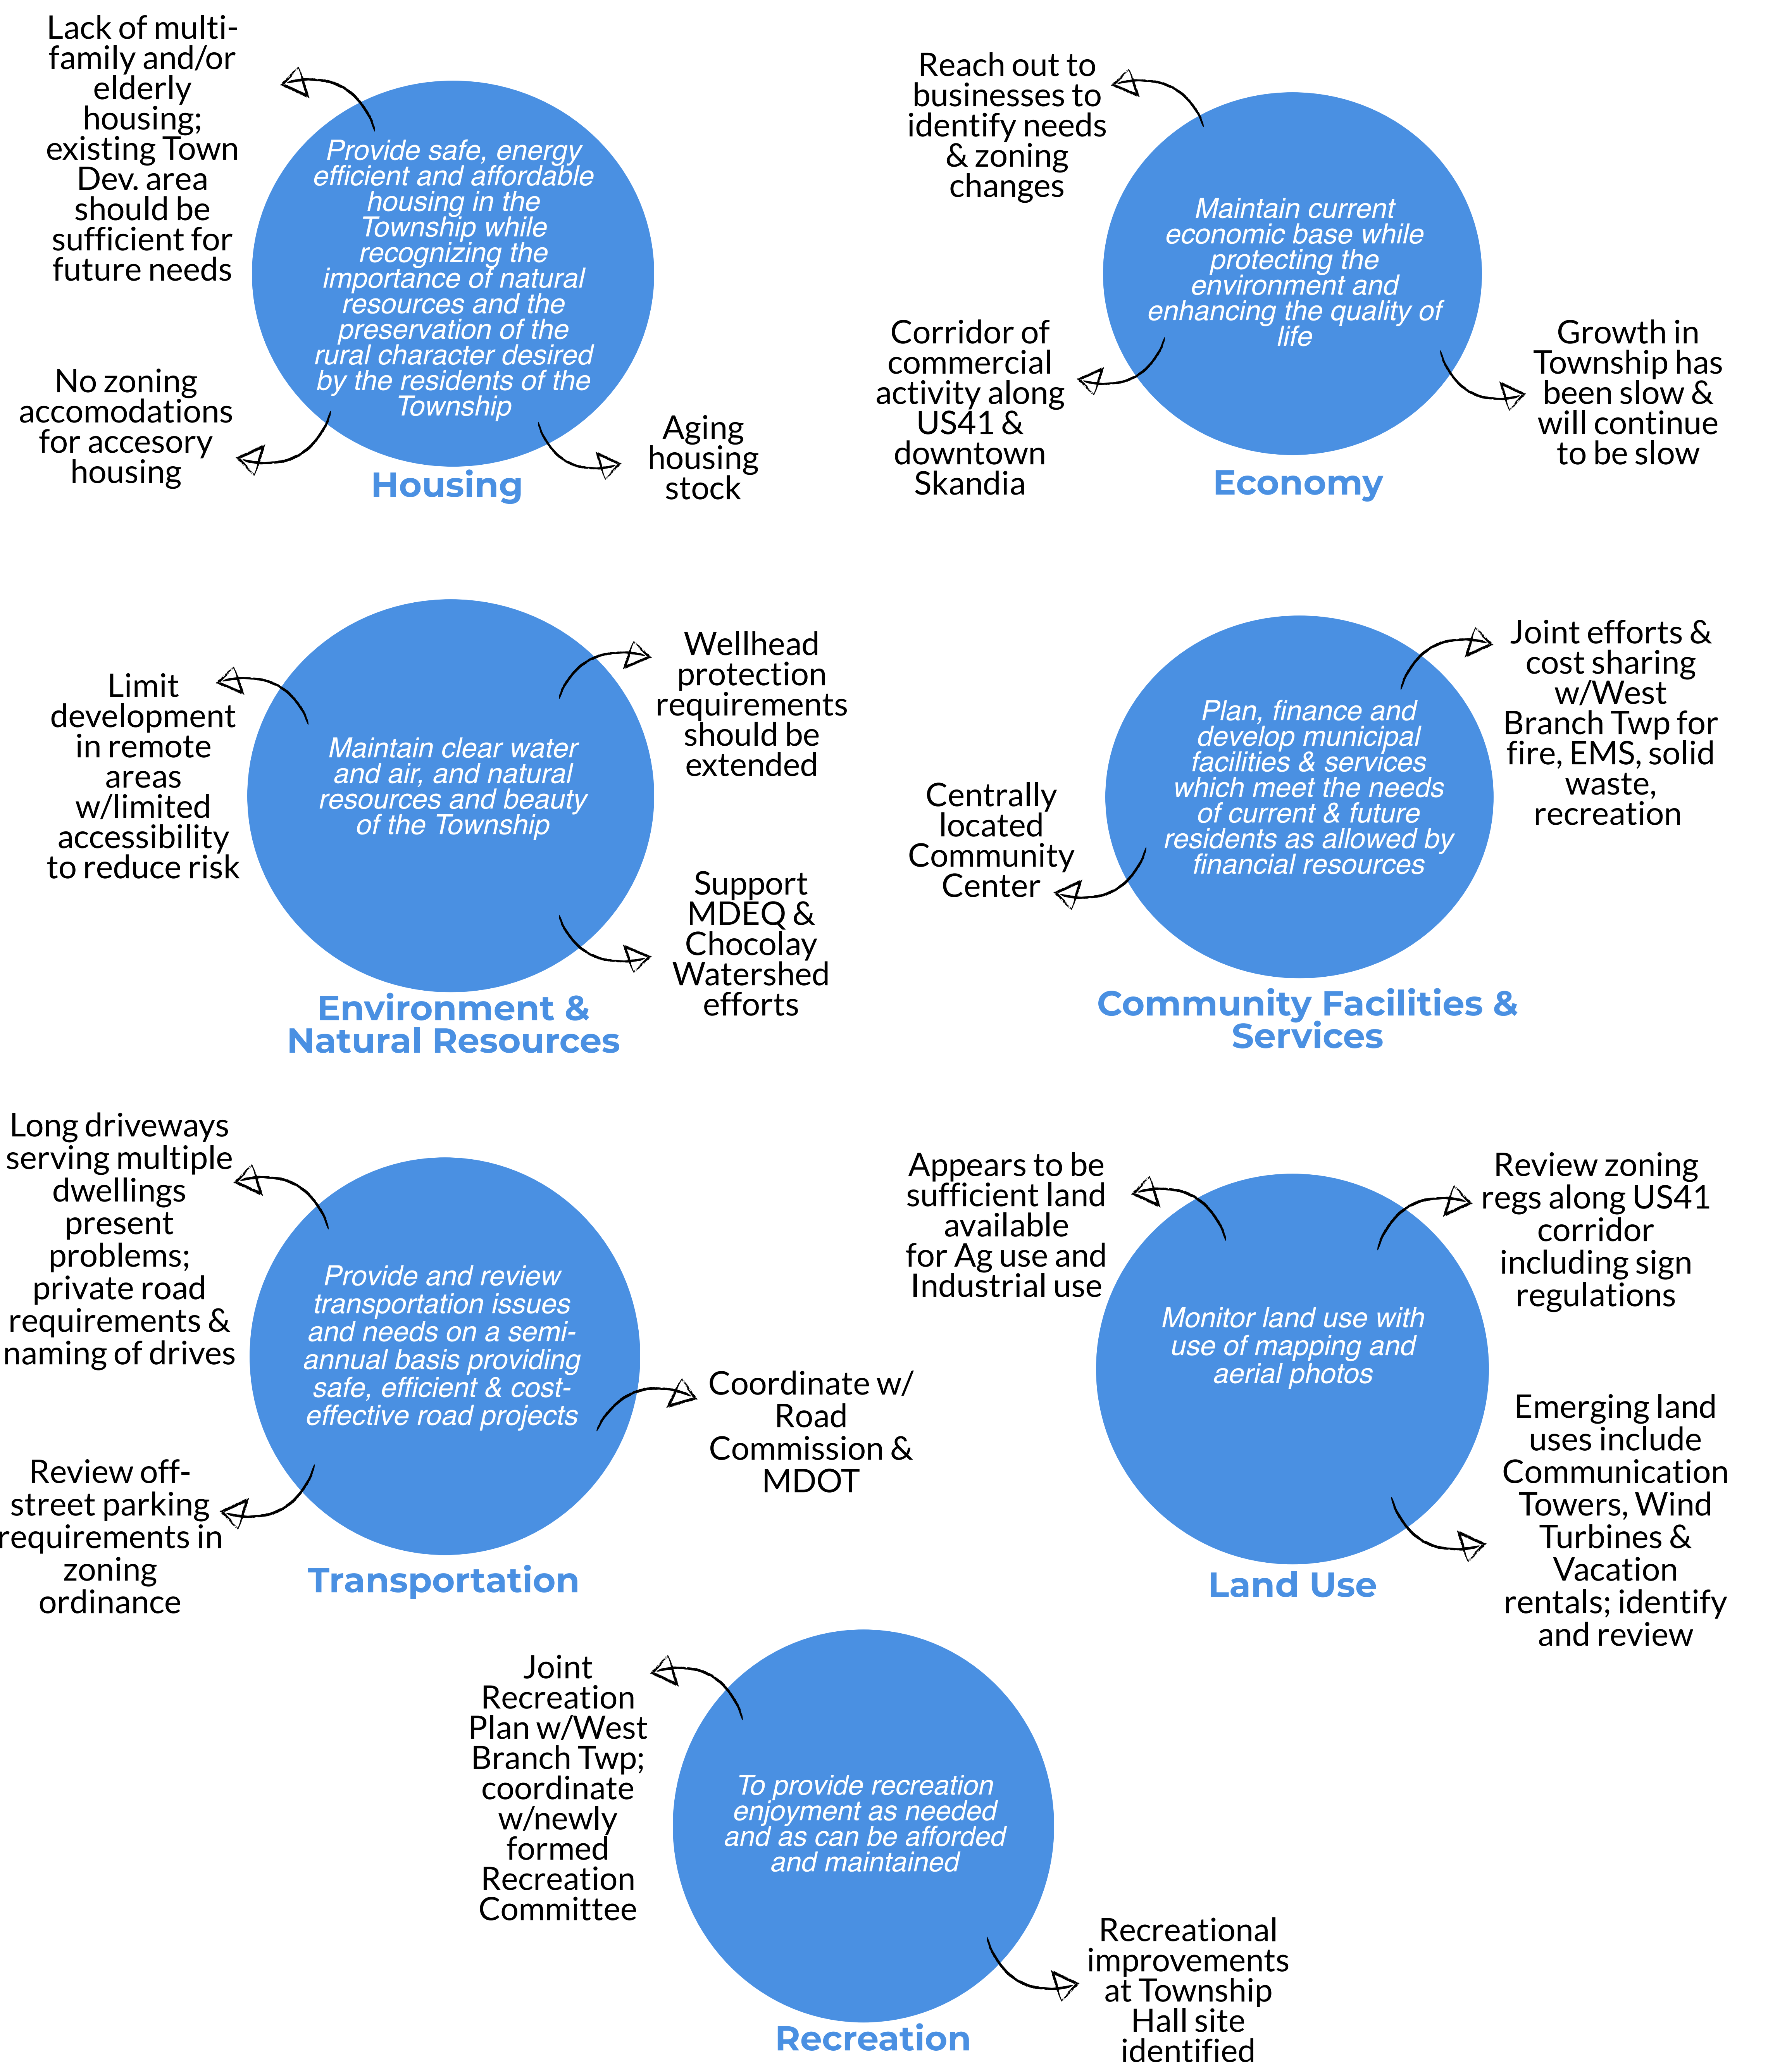 Lack of multi-
family and/or
elderly
housing;
existing Town
Dev. area
should be
sufficient for
future needs
Provide safe, energy
efficient and affordable
housing in the
Township while
recognizing the
importance of natural
resources and the
preservation of the
rural character desired
by the residents of the
Township
No zoning
accomodations
for accesory
housing
Aging
housing
stock
Housing
Reach out to
businesses to
identify needs
& zoning
changes
Maintain current
economic base while
protecting the
environment and
enhancing the quality of
life
Corridor of
commercial
activity along
US41 &
downtown
Skandia
Growth in
Township has
been slow &
will continue
to be slow
Economy
Limit
development
in remote
areas
w/limited
accessibility
to reduce risk
Wellhead
protection
requirements
should be
extended
Maintain clear water
and air, and natural
resources and beauty
of the Township
Support
MDEQ &
Chocolay
Watershed
efforts
Environment &
Natural Resources
Joint efforts &
cost sharing
w/West
Branch Twp for
fire, EMS, solid
waste,
recreation
Plan, finance and
develop municipal
facilities & services
which meet the needs
of current & future
residents as allowed by
financial resources
Centrally
located
Community
Center
Community Facilities &
Services
Long driveways
serving multiple
dwellings
present
problems;
private road
requirements &
naming of drives
Provide and review
transportation issues
and needs on a semi-
annual basis providing
safe, efficient & cost-
effective road projects
Coordinate w/
Road
Commission &
MDOT
Review off-
street parking
requirements in
zoning
ordinance
Transportation
Appears to be
sufficient land
available
for Ag use and
Industrial use
Review zoning
regs along US41
corridor
including sign
regulations
Monitor land use with
use of mapping and
aerial photos
Emerging land
uses include
Communication
Towers, Wind
Turbines &
Vacation
rentals; identify
and review
Land Use
Joint
Recreation
Plan w/West
Branch Twp;
coordinate
w/newly
formed
Recreation
Committee
To provide recreation
enjoyment as needed
and as can be afforded
and maintained
Recreational
improvements
at Township
Hall site
identified
Recreation